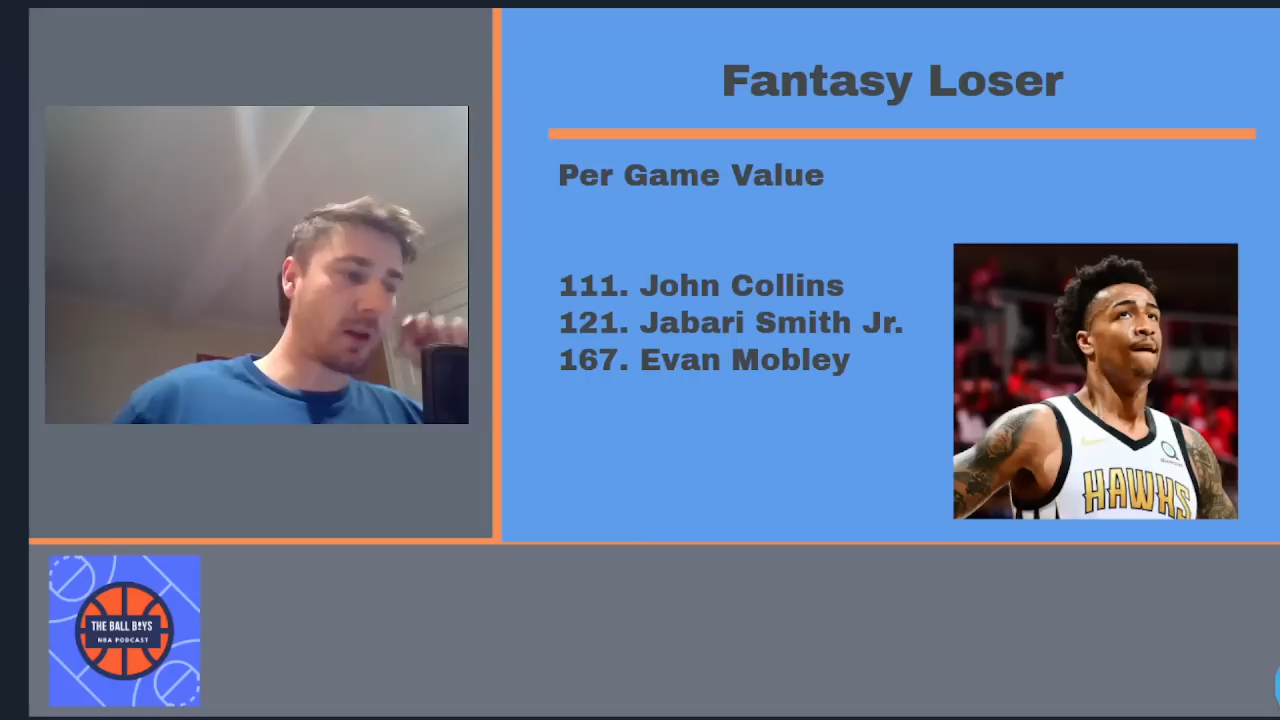 Fantasy Loser
Per Game Value
111. John Collins
121. Jabari Smith Jr.
167. Evan Mobley
HAWKS
THE BALL BOYS
NBA PODCAST